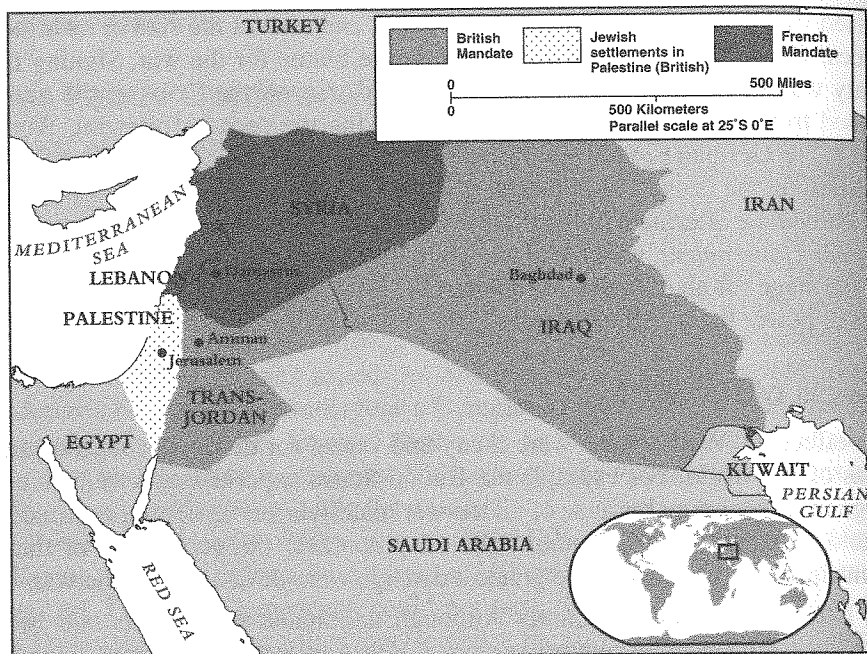 TURKEY
British
Mandate
Jewish
settlements in
Palestine (British)
French
Mandate
0
500 Miles
0
500 Kilometers
Parallel scale at 25°S 0°E
SYRIA
IRAN
MEDITERRANEAN
SEA
LEBANON
Damascus
Baghdad
PALESTINE
IRAQ
Amman
Jerusalem
TRANS-
JORDAN
EGYPT
KUWAIT
PERSIAN
GULF
SAUDI ARABIA
RED SEA